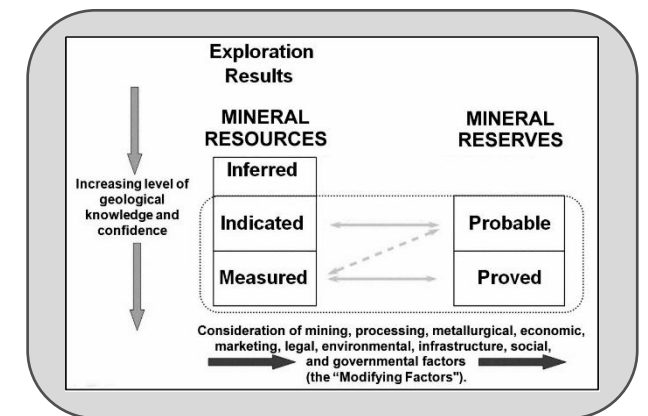 Exploration
Results
MINERAL
RESOURCES
MINERAL
RESERVES
Inferred
Increasing level of
geological
knowledge and
confidence
Indicated
Probable
Measured
Proved
Consideration of mining, processing, metallurgical, economic,
marketing, legal, environmental, infrastructure, social,
and governmental factors
(the “Modifying Factors").